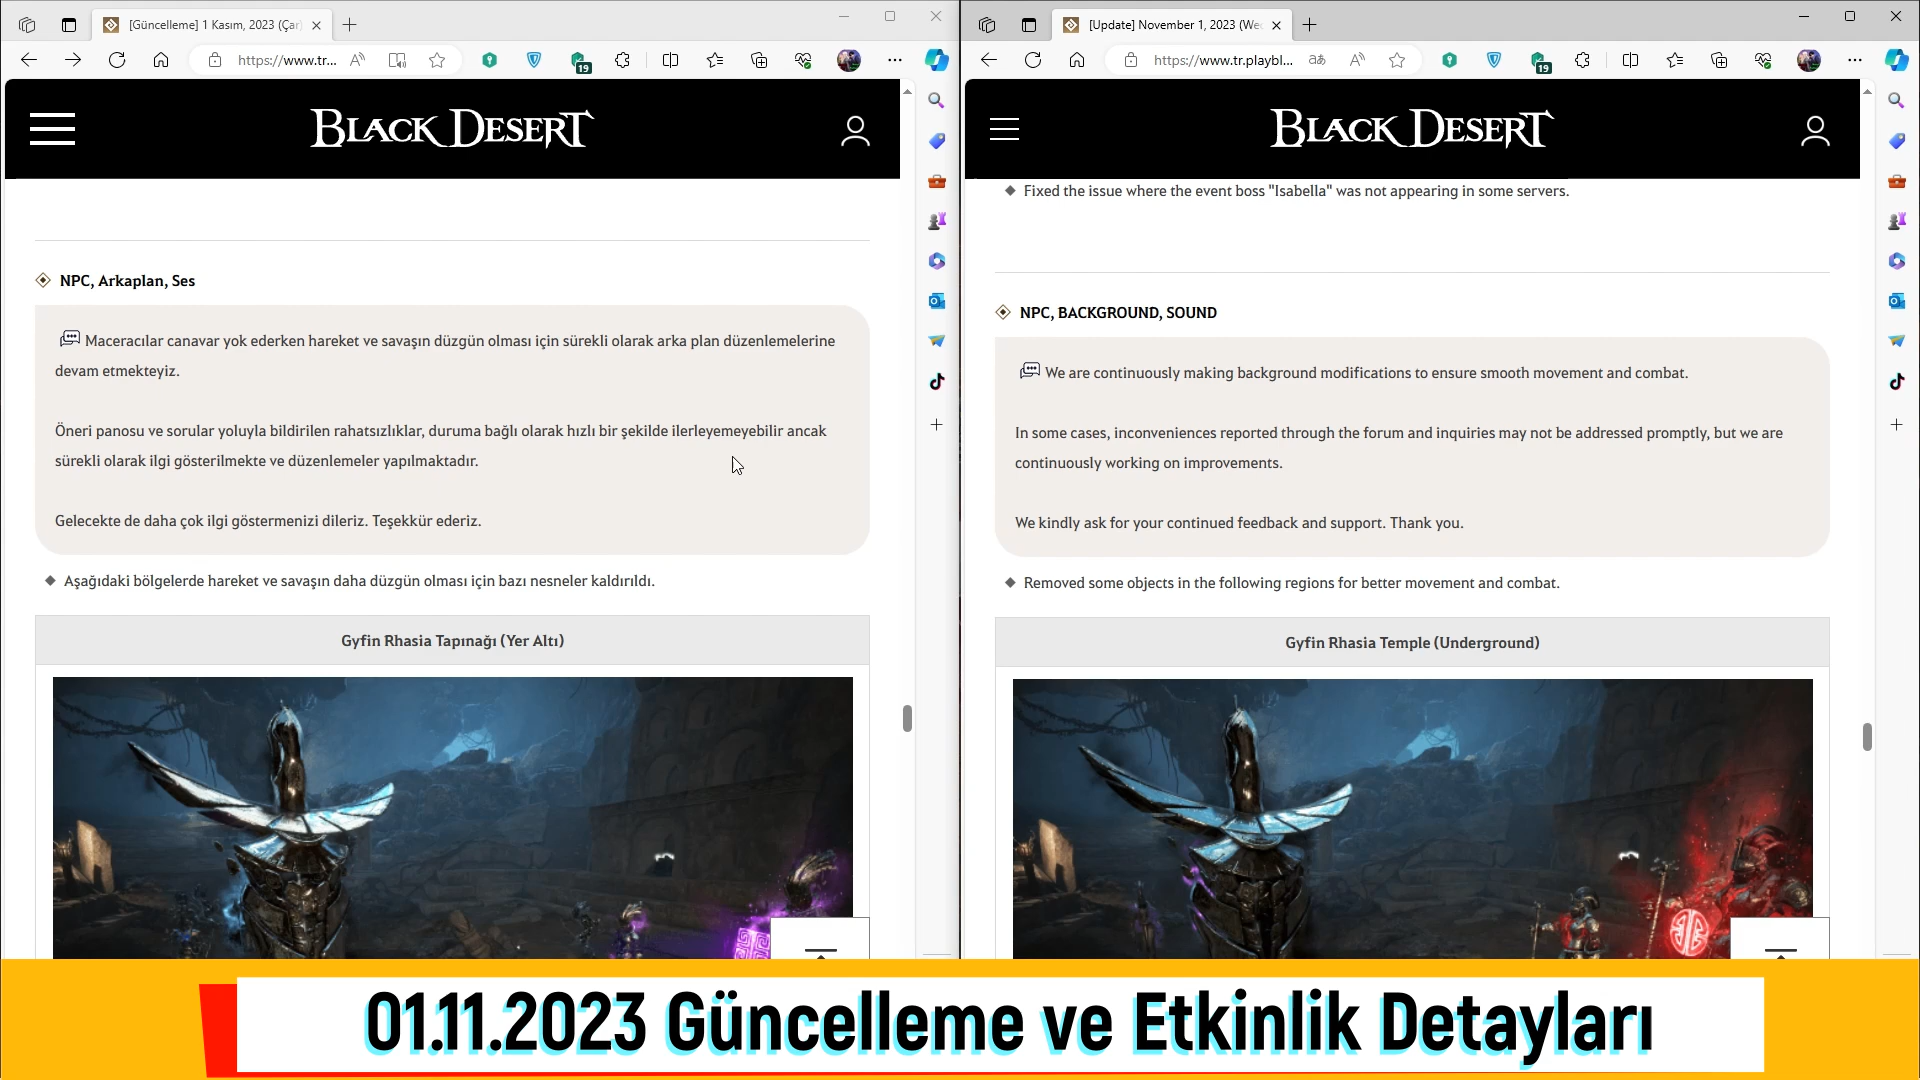 [Güncelleme] 1 Kasım, 2023 (Çar
https://www.tr...
19
BLACK DESERT
NPC, Arkaplan, Ses
Maceracılar canavar yok ederken hareket ve savaşın düzgün olması için sürekli olarak arka plan düzenlemelerine
devam etmekteyiz.
Öneri panosu ve sorular yoluyla bildirilen rahatsızlıklar, duruma bağlı olarak hızlı bir şekilde ilerleyemeyebilir ancak
sürekli olarak ilgi gösterilmekte ve düzenlemeler yapılmaktadır.
Gelecekte de daha çok ilgi göstermenizi dileriz. Teşekkür ederiz.
Aşağıdaki bölgelerde hareket ve savaşın daha düzgün olması için bazı nesneler kaldırıldı.
Gyfin Rhasia Tapınağı (Yer Altı)
[Update] November 1, 2023 (Wed
https://www.tr.playbl...
19
BLACK DESERT
Fixed the issue where the event boss "Isabella" was not appearing in some servers.
NPC, BACKGROUND, SOUND
We are continuously making background modifications to ensure smooth movement and combat.
In some cases, inconveniences reported through the forum and inquiries may not be addressed promptly, but we are
continuously working on improvements.
We kindly ask for your continued feedback and support. Thank you.
Removed some objects in the following regions for better movement and combat.
Gyfin Rhasia Temple (Underground)
01.11.2023 Güncelleme ve Etkinlik Detayları